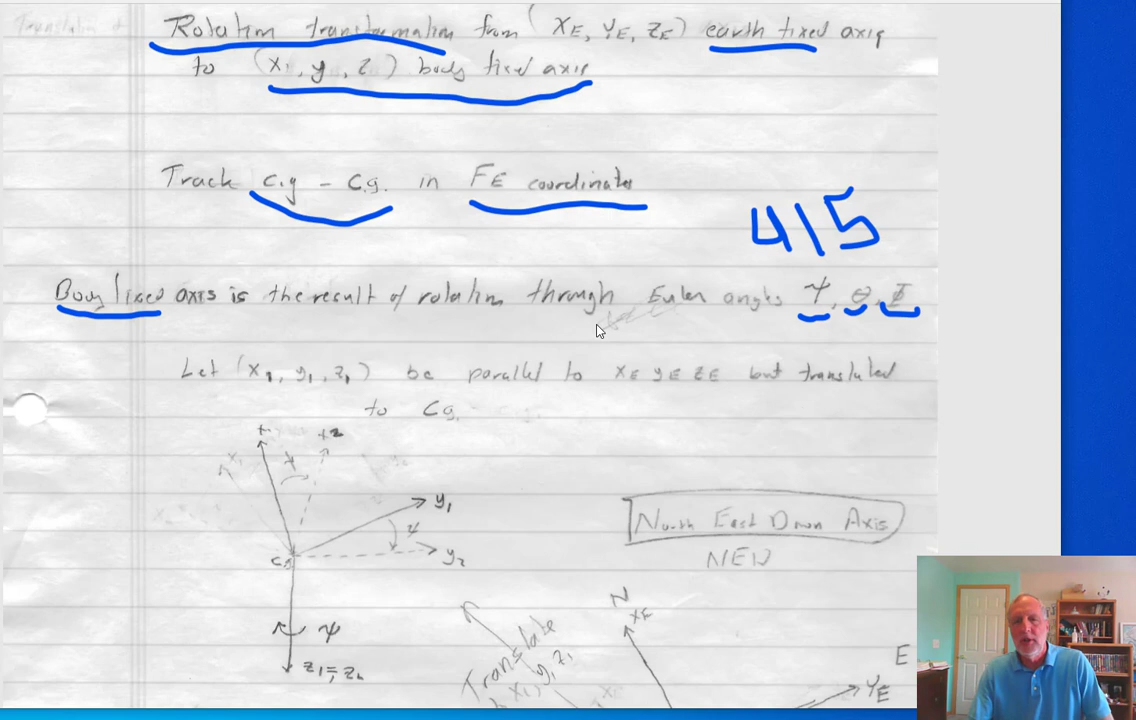 Rotation transformation from (XE, YE, ZE) earth fixed axis
to (x, y, z) body fixed axis
Track c.g - c.g. in FE coordinates
415
Body fixed axis is the result of rotation through Euler angles Ψ, θ, Φ
Let (x1, y1, z1) be parallel to xE yE zE but translated
to cg.
x2
ψ
y1
ψ
y2
cg
ψ
z1 = z2
North East Down Axis
NED
N
XE
Translate
x1, y1, z1
E
YE